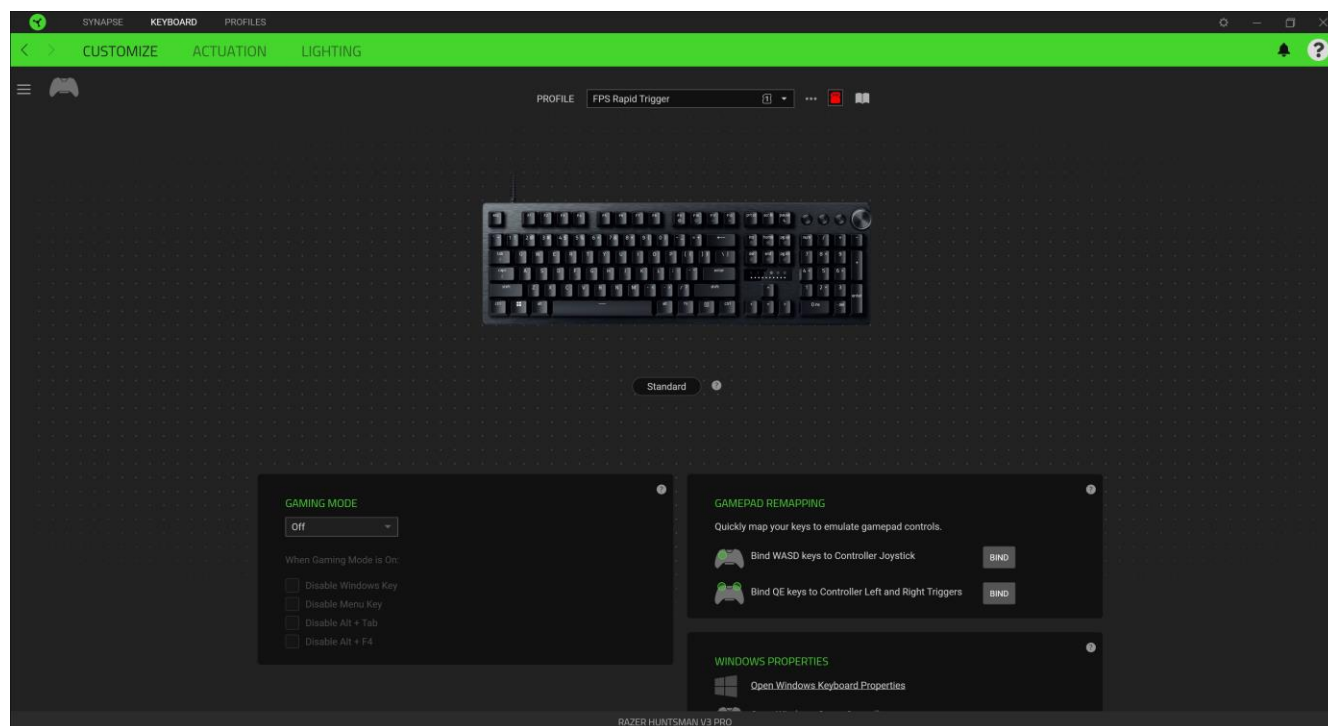 SYNAPSE KEYBOARD PROFILES
CUSTOMIZE ACTUATION LIGHTING
PROFILE FPS Rapid Trigger 1
Standard
GAMING MODE
Off
When Gaming Mode is On:
Disable Windows Key
Disable Menu Key
Disable Alt + Tab
Disable Alt + F4
GAMEPAD REMAPPING
Quickly map your keys to emulate gamepad controls.
Bind WASD keys to Controller Joystick BIND
Bind QE keys to Controller Left and Right Triggers BIND
WINDOWS PROPERTIES
Open Windows Keyboard Properties
RAZER HUNTSMAN V3 PRO